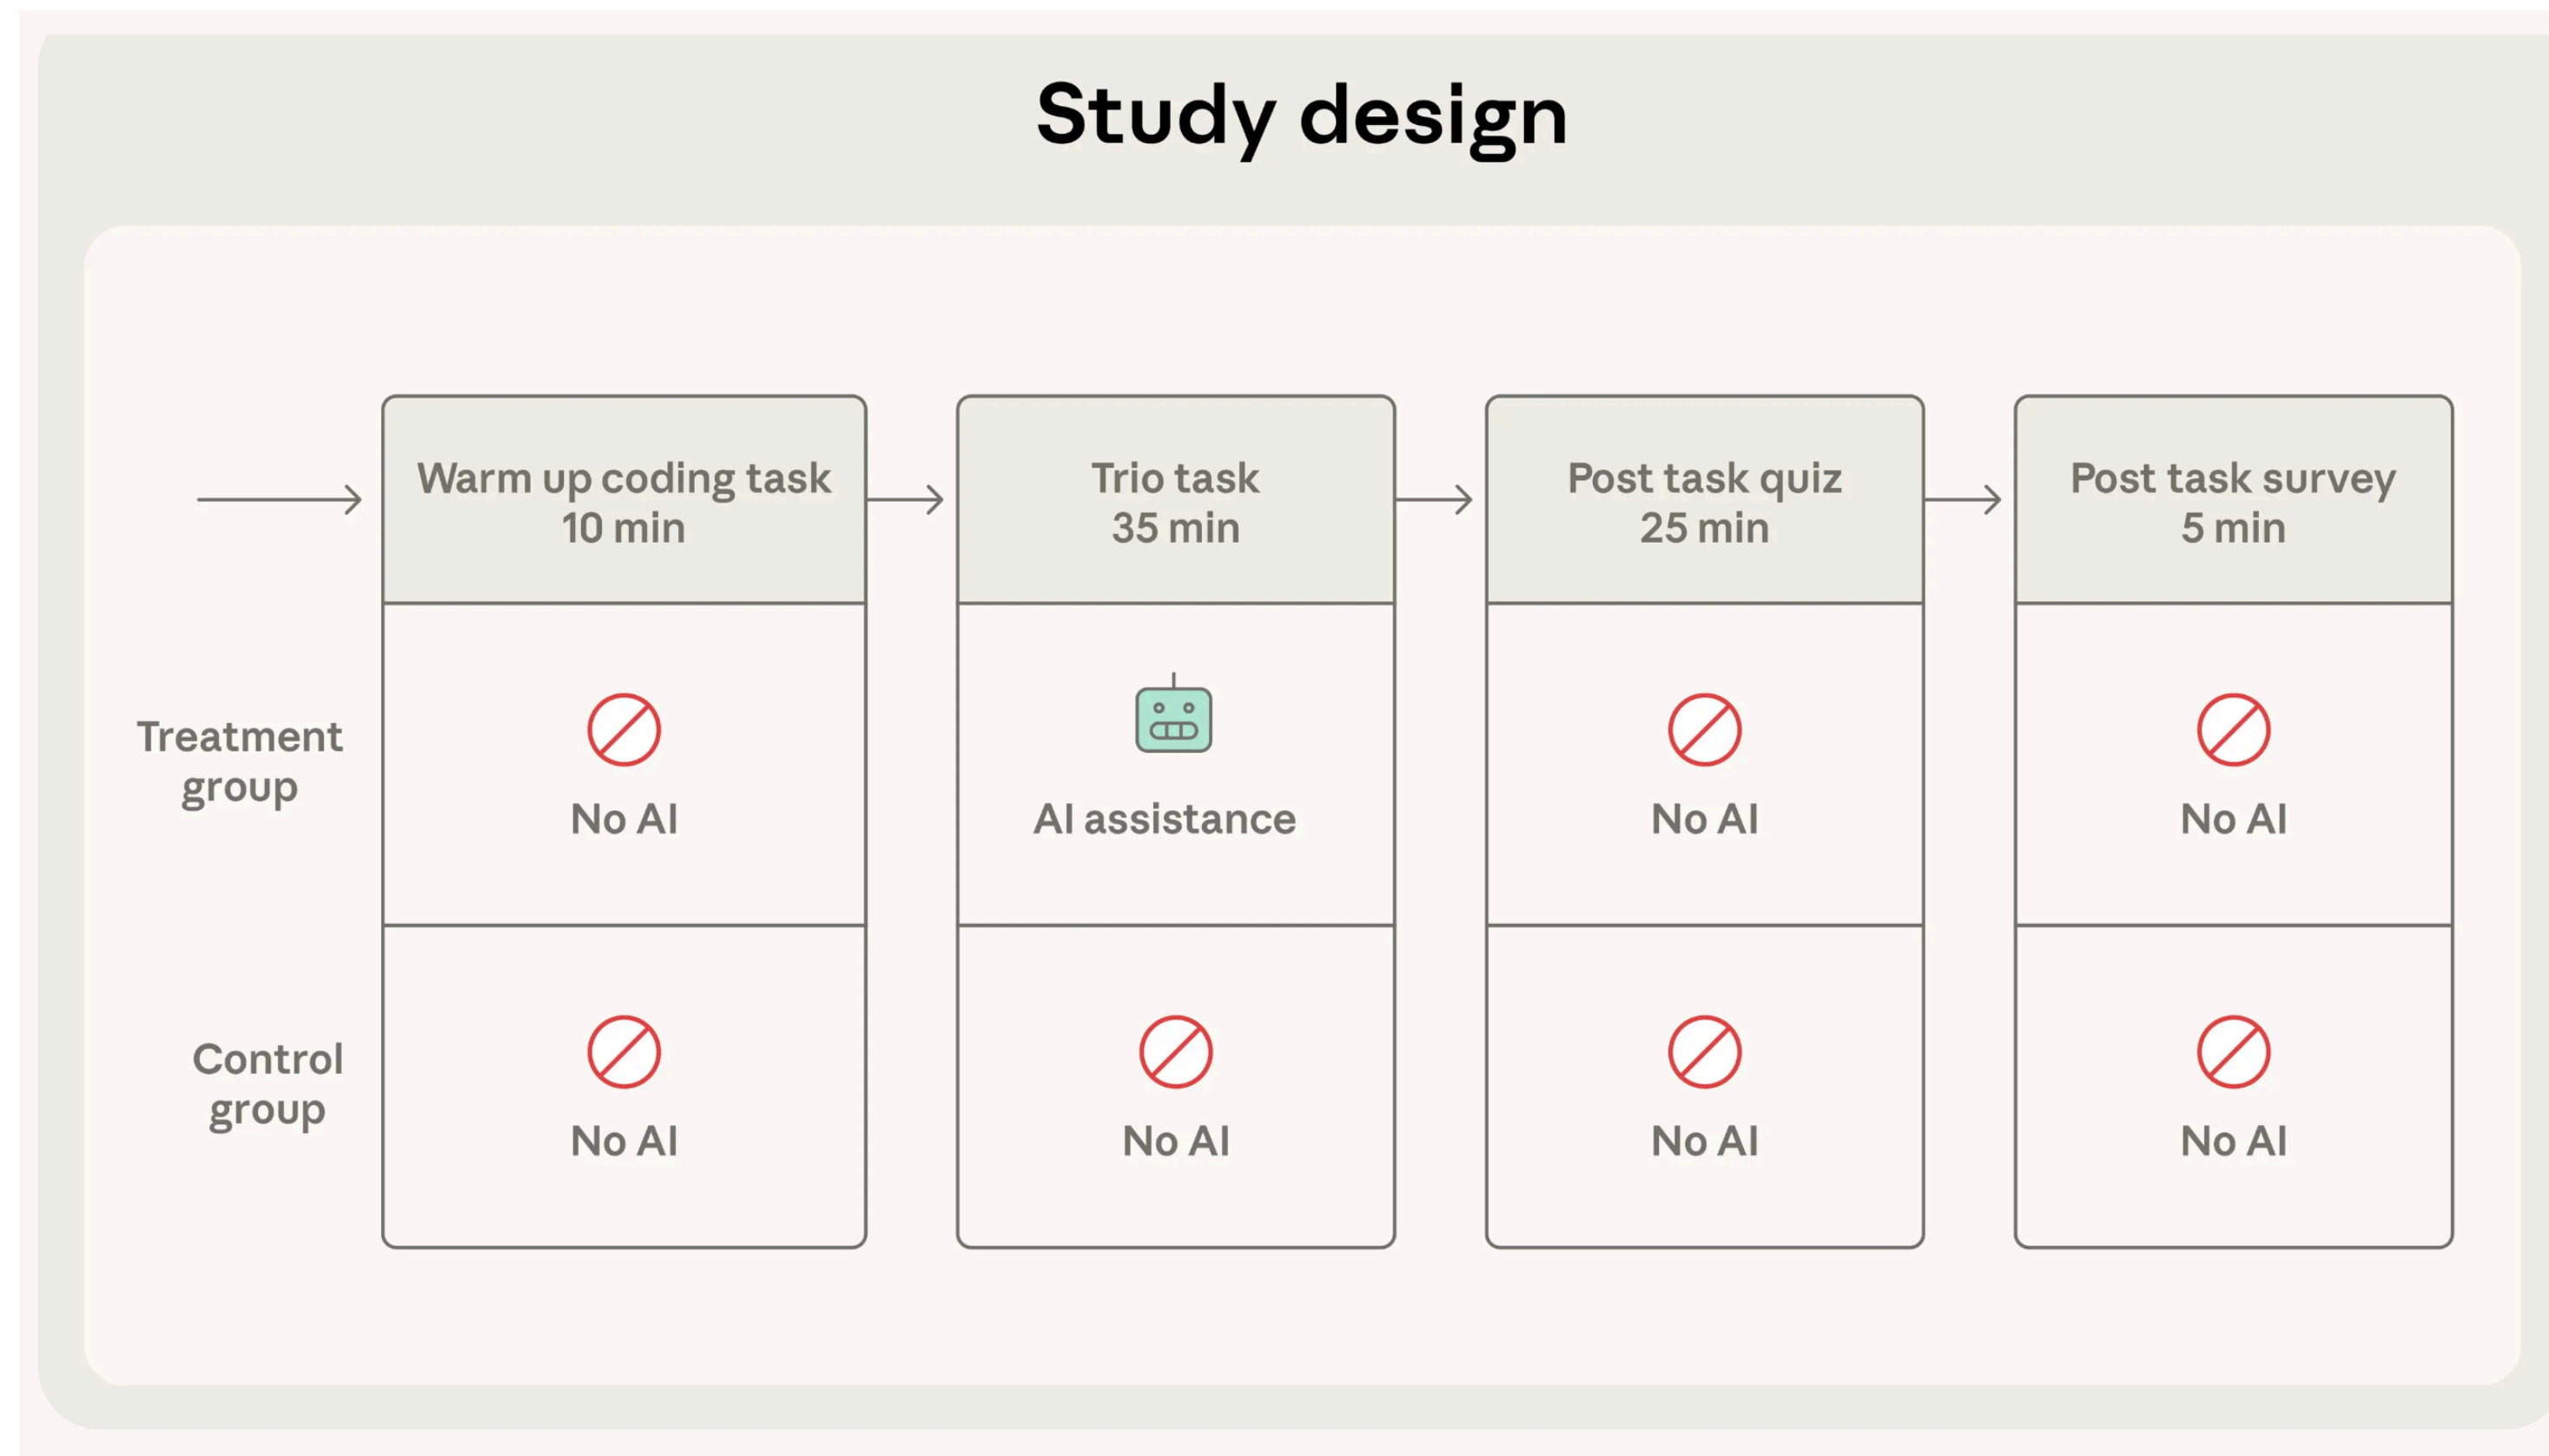 Study design
Warm up coding task
10 min
Trio task
35 min
Post task quiz
25 min
Post task survey
5 min
Treatment
group
No AI
AI assistance
No AI
No AI
Control
group
No AI
No AI
No AI
No AI